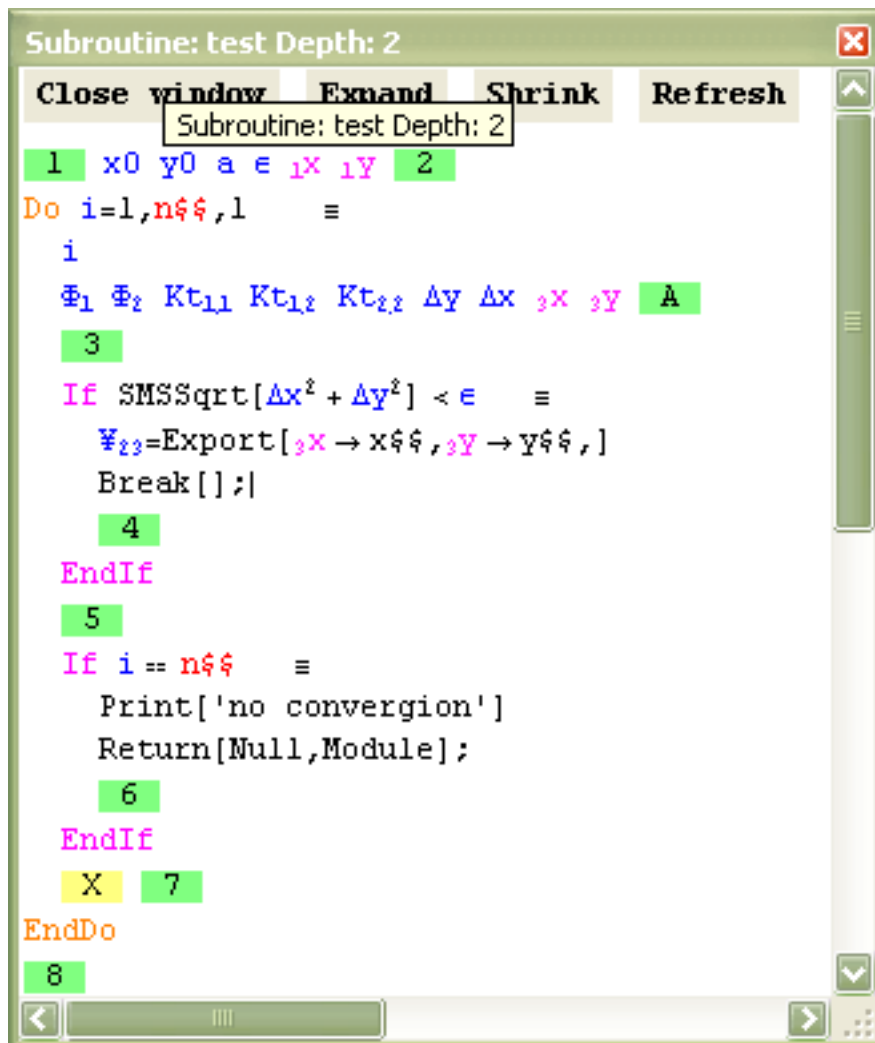 Subroutine: test Depth: 2
Close window Expand Shrink Refresh
Subroutine: test Depth: 2
1 x0 y0 a ϵ ₁x ₁y 2
Do i=1,n$$,1 ≡
i
Φ₁ Φ₂ Kt₁,₁ Kt₁,₂ Kt₂,₂ Δy Δx ₃x ₃y A
3
If SMSSqrt[Δx² + Δy²] < ϵ ≡
¥₂₃=Export[₃x → x$$,₃y → y$$,]
Break[];|
4
EndIf
5
If i == n$$ ≡
Print['no convergion']
Return[Null,Module];
6
EndIf
X 7
EndDo
8